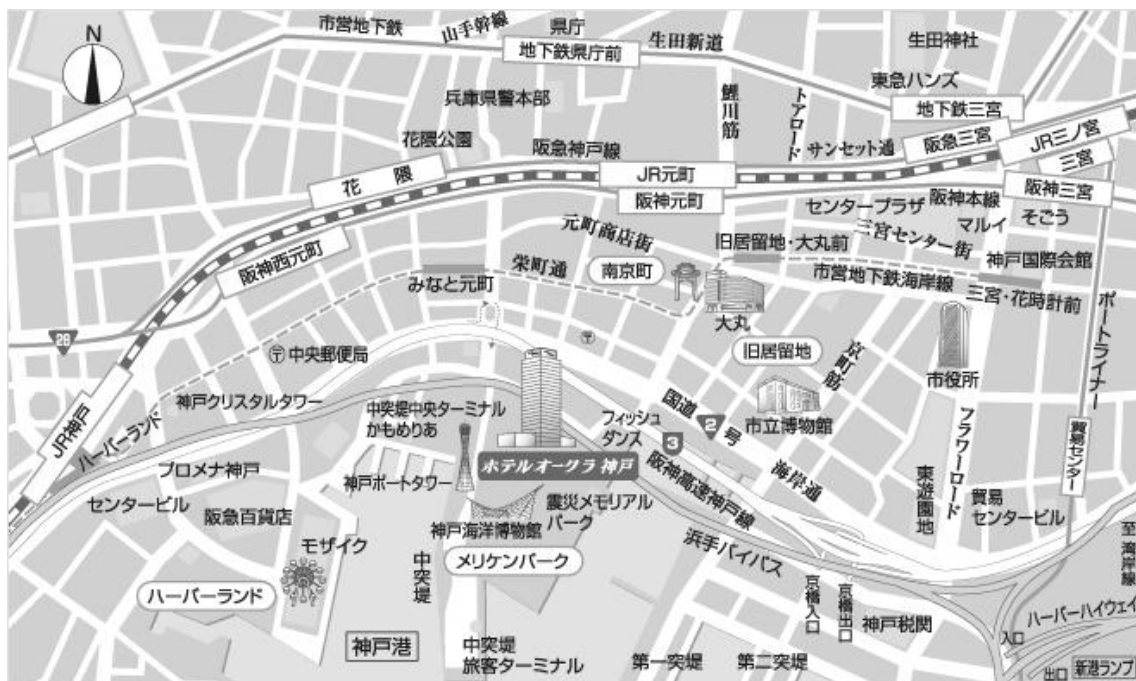 N
市営地下鉄
山手幹線
県庁
地下鉄県庁前
生田新道
生田神社
東急ハンズ
地下鉄三宮
兵庫県警本部
鯉川筋
トアロード
サンセット通
阪急三宮
JR三ノ宮
三宮
花隈公園
阪急神戸線
花隈
JR元町
阪神元町
阪神三宮
阪神本線
センタープラザ
マルイ
そごう
三宮センター街
元町商店街
旧居留地・大丸前
神戸国際会館
阪神西元町
栄町通
南京町
みなと元町
市営地下鉄海岸線
三宮・花時計前
ポートライナー
大丸
28
〒中央郵便局
〒
旧居留地
京町筋
市役所
JR神戸
ハーバーランド
神戸クリスタルタワー
中突堤中央ターミナル
かもめりあ
フィッシュ
ダンス
国道2号
市立博物館
フラワーロード
貿易センター
3
ホテルオークラ 神戸
阪神高速神戸線
海岸通
東遊園地
プロメナ神戸
神戸ポートタワー
センタービル
阪急百貨店
震災メモリアル
パーク
貿易
センタービル
神戸海洋博物館
モザイク
中突堤
メリケンパーク
浜手バイパス
至 湾岸線
ハーバーランド
京橋入口
京橋出口
神戸税関
ハーバーハイウェイ
入口
神戸港
中突堤
旅客ターミナル
第一突堤
第二突堤
出口
新港ランプ